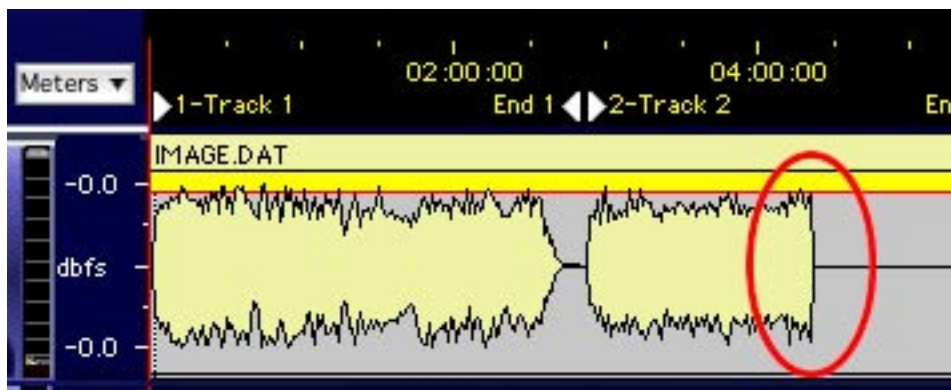 02:00:00 04:00:00
Meters ▼
1-Track 1 End 1 2-Track 2 En
IMAGE.DAT
-0.0
dbfs
-0.0